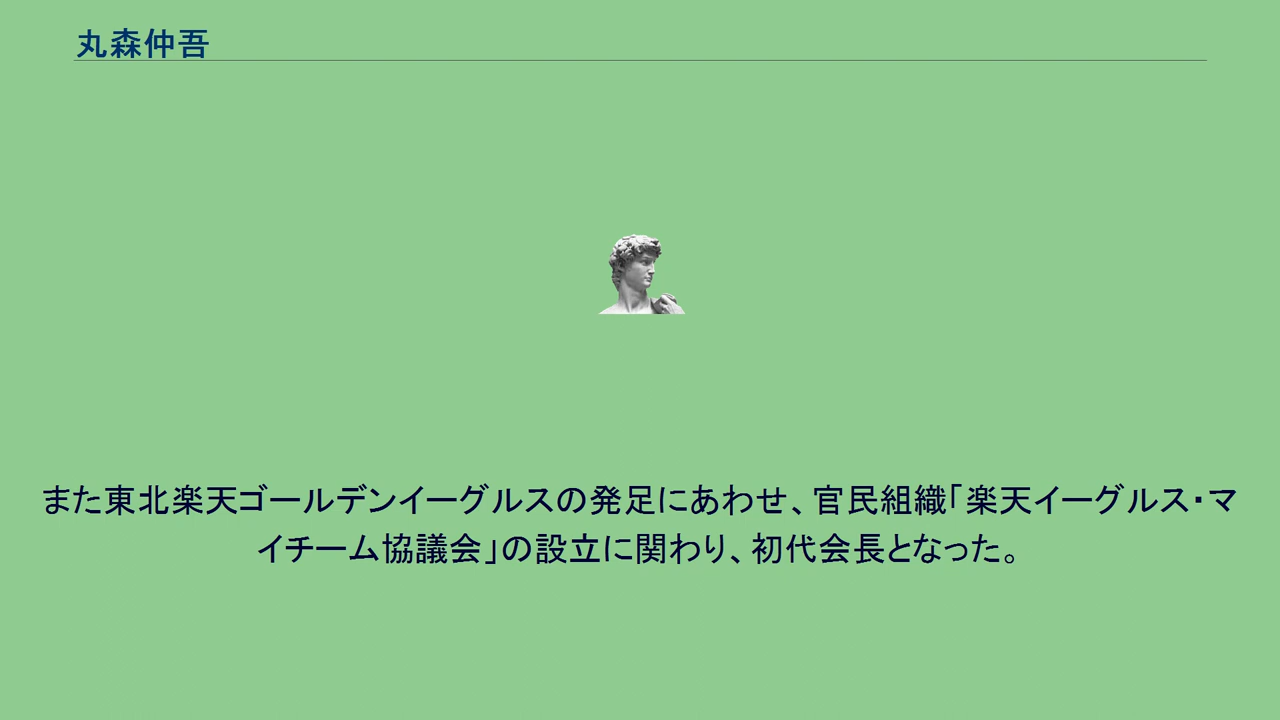 丸森仲吾
また東北楽天ゴールデンイーグルスの発足にあわせ、官民組織「楽天イーグルス・マ
イチーム協議会」の設立に関わり、初代会長となった。